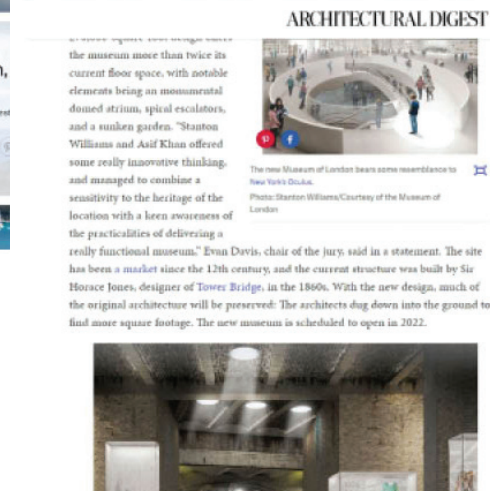 ARCHITECTURAL DIGEST
the museum more than twice its
current floor space, with notable
elements being an monumental
domed atrium, spiral escalators,
and a sunken garden. "Stanton
Williams and Asif Khan offered
some really innovative thinking,
and managed to combine a
sensitivity to the heritage of the
location with a keen awareness of
the practicalities of delivering a
The new Museum of London bears some resemblance to
New York's Oculus.
Photo: Stanton Williams/Courtesy of the Museum of
London
really functional museum," Evan Davis, chair of the jury, said in a statement. The site
has been a market since the 12th century, and the current structure was built by Sir
Horace Jones, designer of Tower Bridge, in the 1860s. With the new design, much of
the original architecture will be preserved: The architects dug down into the ground to
find more square footage. The new museum is scheduled to open in 2022.